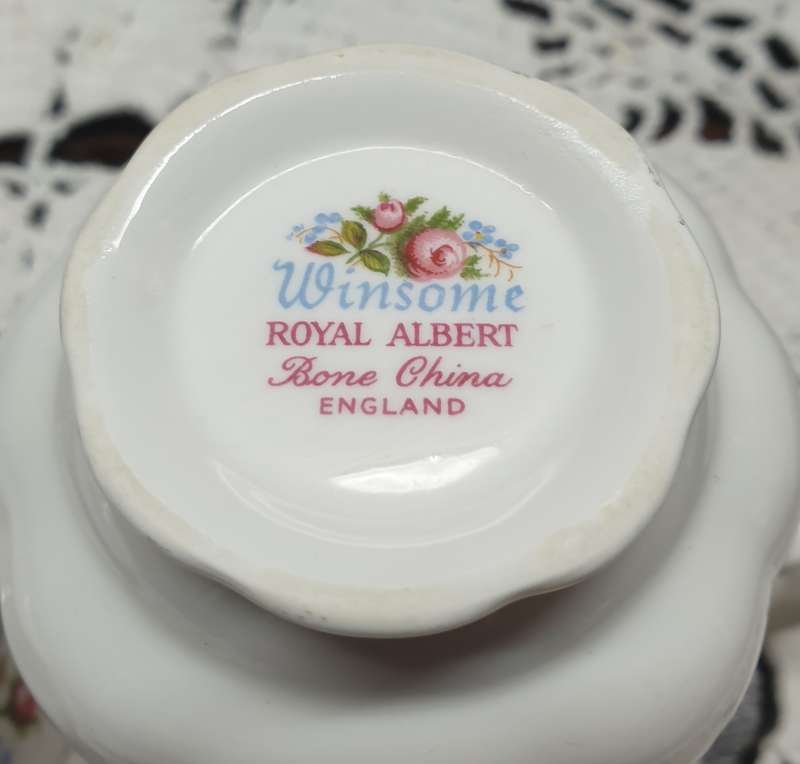 Winsome
ROYAL ALBERT
Bone China
ENGLAND